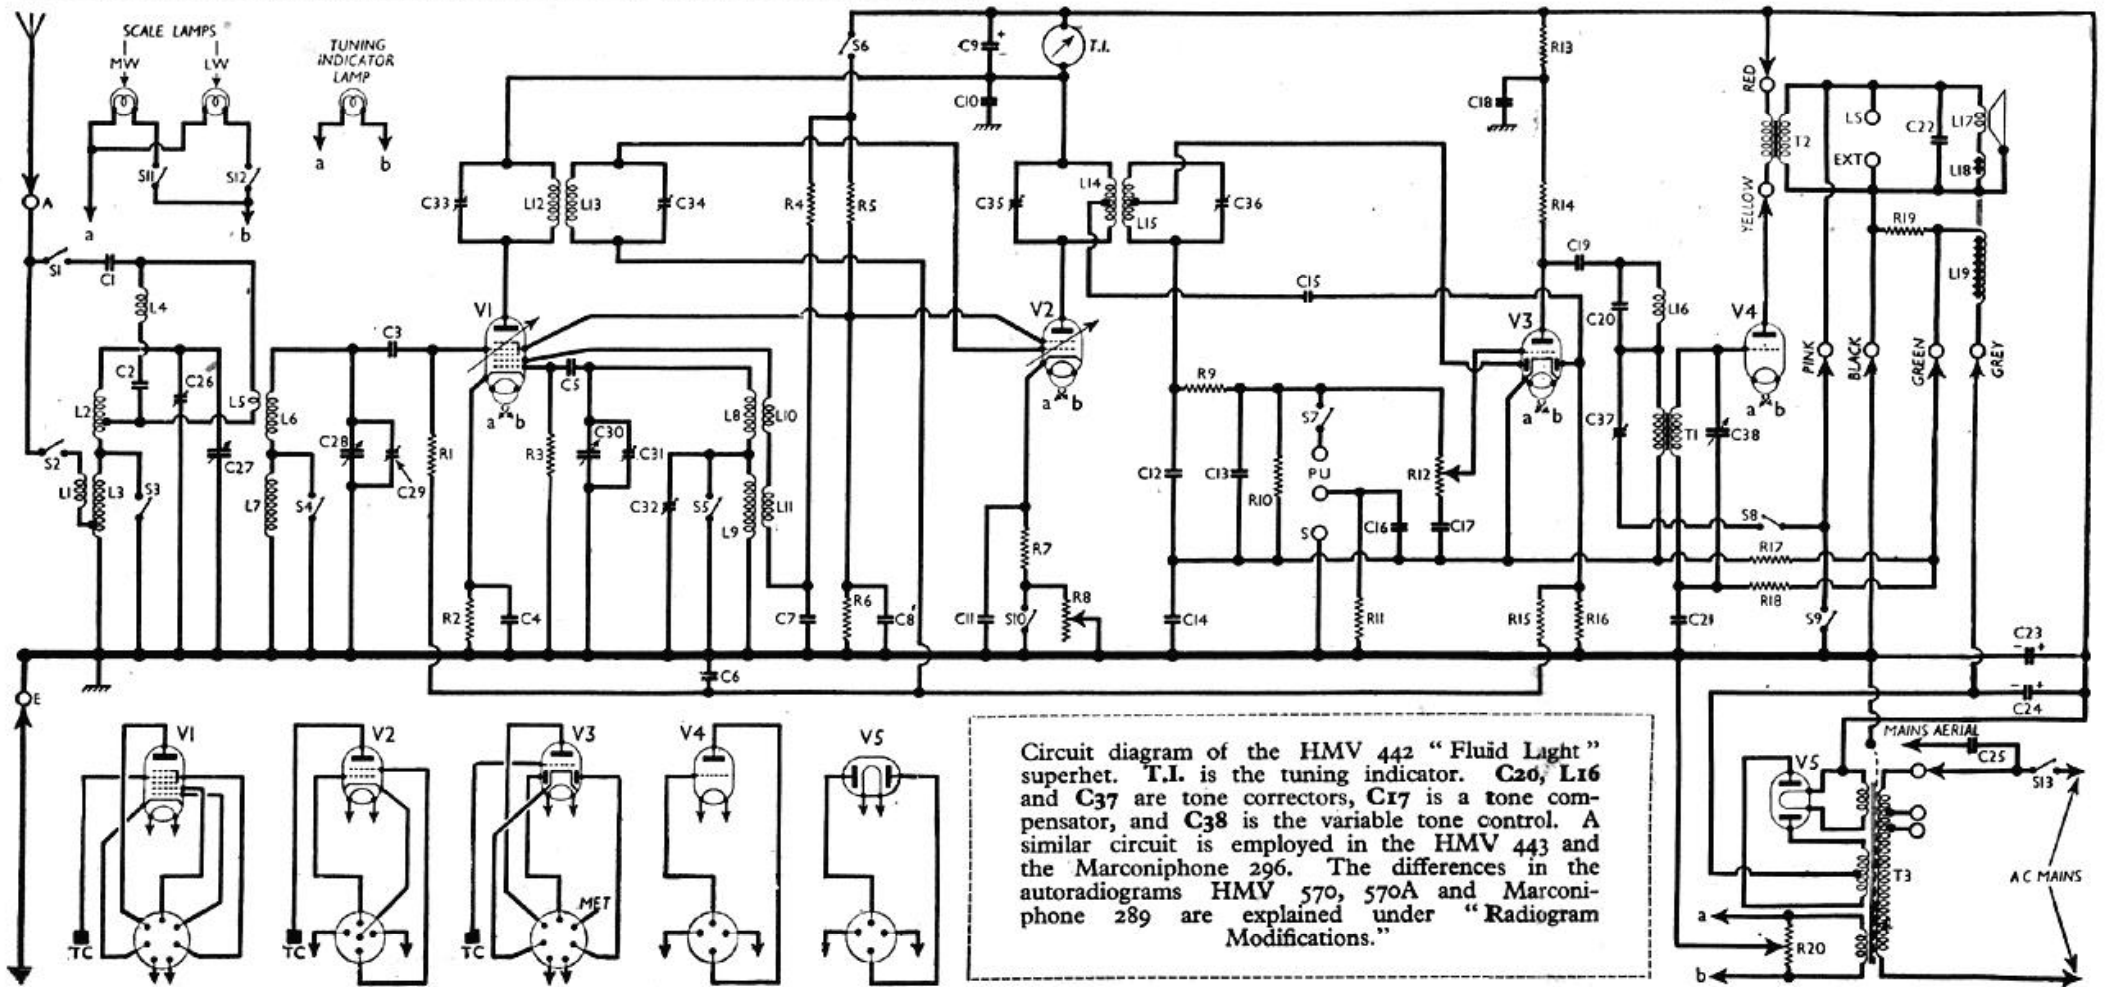 SCALE LAMPS
MW LW
TUNING
INDICATOR
LAMP
a b
S11 S12
a b
A
S1 C1
L4
C2
L2 C26 L5
S2
L1 L3 S3 C27
L6
L7 S4
C28 C29
C3
R1
V1
a b
C33 L12 L13 C34
R2 C4
R3 C5
C30 C31
L8 L10
C32 S5 L9 L11
C6
R4 R5
S6
C7 R6 C8
C9 + -
C10
T.I.
C35 L14 L15 C36
V2
a b
R7
C11 S10 R8
C15
R9
C12 C13 R10
S7
PU
S
C16
R12
C17
C14 R11
C18
R13
R14
V3
a b
R15 R16
C19
C20 L16
C37
T1 C38
V4
a b
RED
YELLOW
T2
LS
EXT
C22
L17
L18
R19
L19
PINK BLACK GREEN GREY
S8
R17
R18
C21 S9
C23 - +
C24 - +
E
V1 V2 V3 V4 V5
MET
TC TC TC
MAINS AERIAL
C25
S13
V5
T3
A C MAINS
a
R20
b
Circuit diagram of the HMV 442 “Fluid Light”
superhet. T.I. is the tuning indicator. C20, L16
and C37 are tone correctors, C17 is a tone com-
pensator, and C38 is the variable tone control. A
similar circuit is employed in the HMV 443 and
the Marconiphone 296. The differences in the
autoradiograms HMV 570, 570A and Marconi-
phone 289 are explained under “Radiogram
Modifications.”